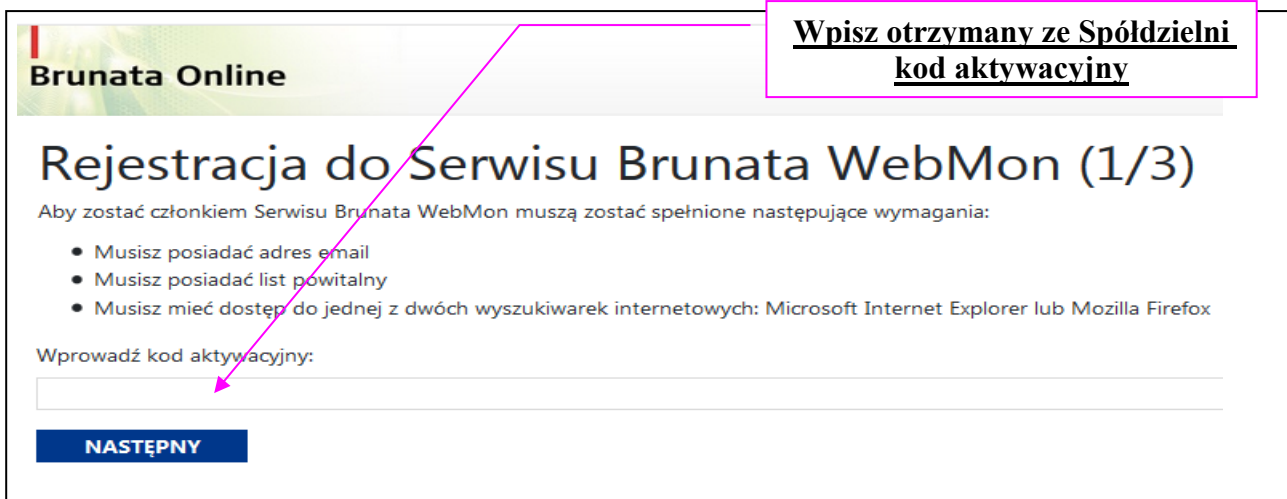 Wpisz otrzymany ze Spółdzielni
kod aktywacyjny
Brunata Online
Rejestracja do Serwisu Brunata WebMon (1/3)
Aby zostać członkiem Serwisu Brunata WebMon muszą zostać spełnione następujące wymagania:
• Musisz posiadać adres email
• Musisz posiadać list powitalny
• Musisz mieć dostęp do jednej z dwóch wyszukiwarek internetowych: Microsoft Internet Explorer lub Mozilla Firefox
Wprowadź kod aktywacyjny:
NASTĘPNY